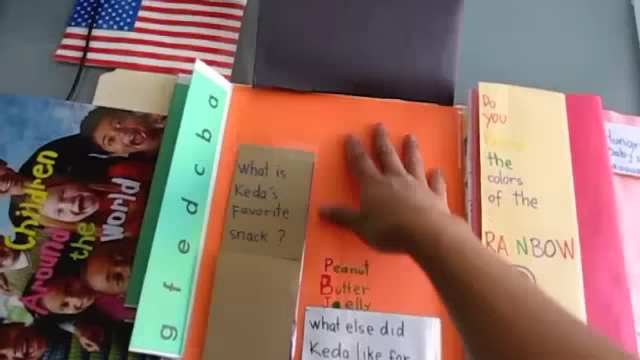 Children
Around
the
World
a
b
c
d
e
f
g
What is
Keda's
Favorite
snack ?
Peanut
Butter
Jelly
what else did
Keda like for
Do
you
the
colors
of the
RAINBOW